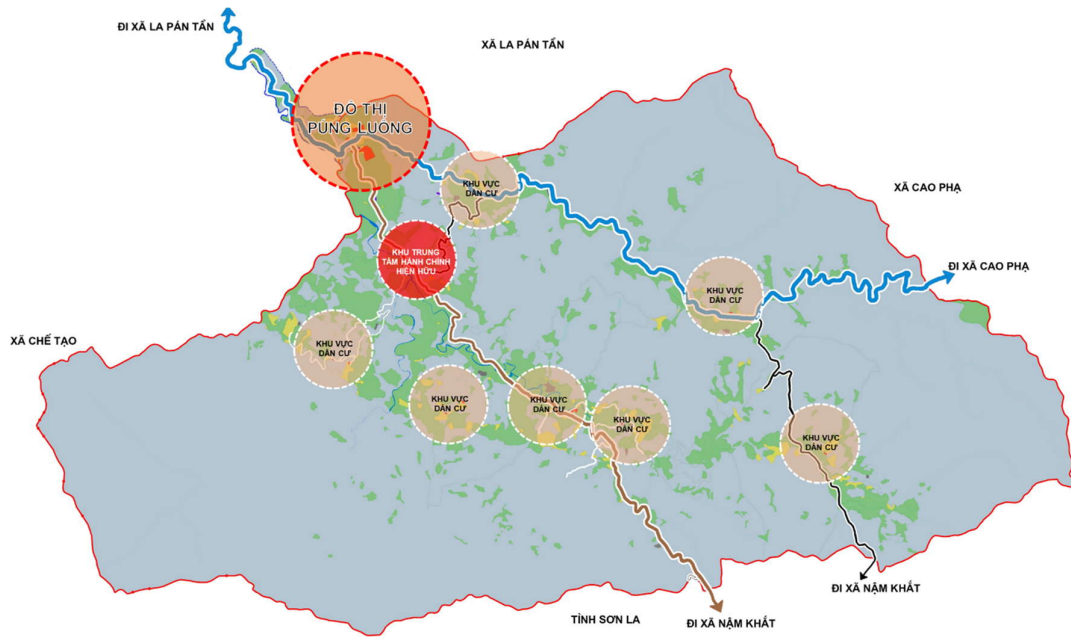 ĐI XÃ LA PÁN TẨN
XÃ LA PÁN TẨN
ĐÔ THỊ
PÚNG LUÔNG
KHU VỰC
DÂN CƯ
XÃ CAO PHẠ
KHU TRUNG
TÂM HÀNH CHÍNH
HIỆN HỮU
ĐI XÃ CAO PHẠ
KHU VỰC
DÂN CƯ
XÃ CHẾ TẠO
KHU VỰC
DÂN CƯ
KHU VỰC
DÂN CƯ
KHU VỰC
DÂN CƯ
KHU VỰC
DÂN CƯ
KHU VỰC
DÂN CƯ
ĐI XÃ NẬM KHẮT
TỈNH SƠN LA
ĐI XÃ NẬM KHẮT